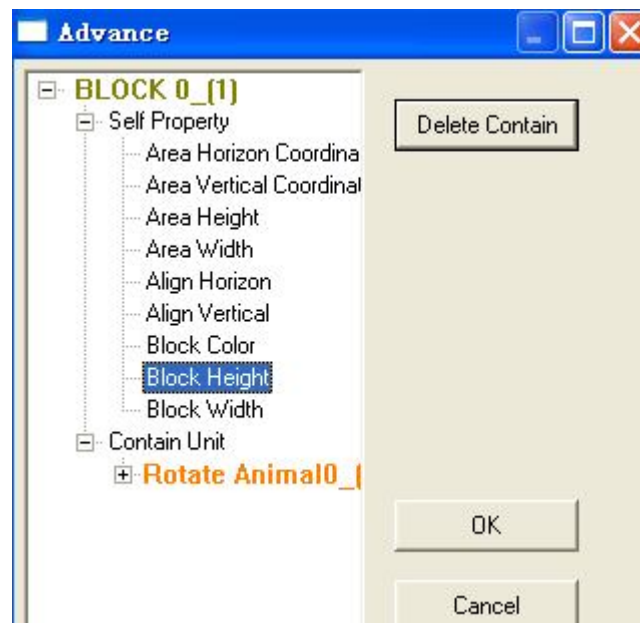 Advance
BLOCK 0_(1)
Delete Contain
Self Property
Area Horizon Coordina
Area Vertical Coordinat
Area Height
Area Width
Align Horizon
Align Vertical
Block Color
Block Height
Block Width
Contain Unit
Rotate Animal0_(
OK
Cancel